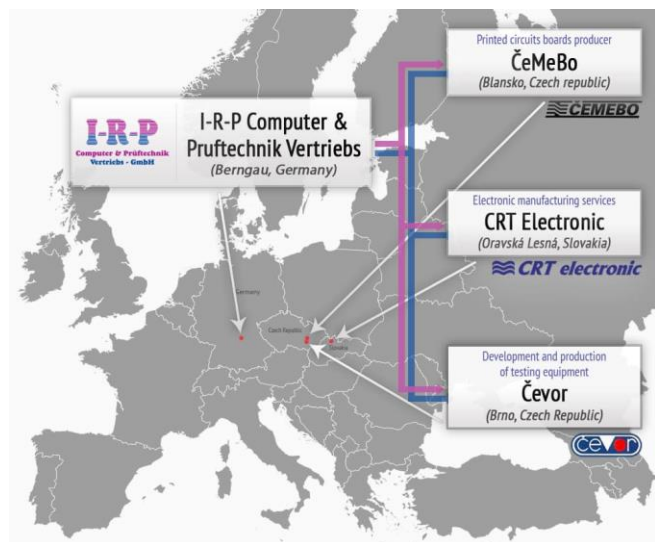 Printed circuits boards producer
ČeMeBo
(Blansko, Czech republic)
ČEMEBO
I-R-P
Computer & Prüftechnik
Vertriebs - GmbH
I-R-P Computer &
Pruftechnik Vertriebs
(Berngau, Germany)
Electronic manufacturing services
CRT Electronic
(Oravská Lesná, Slovakia)
CRT electronic
Germany
Czech Republic
Slovakia
Development and production
of testing equipment
Čevor
(Brno, Czech Republic)
čevor